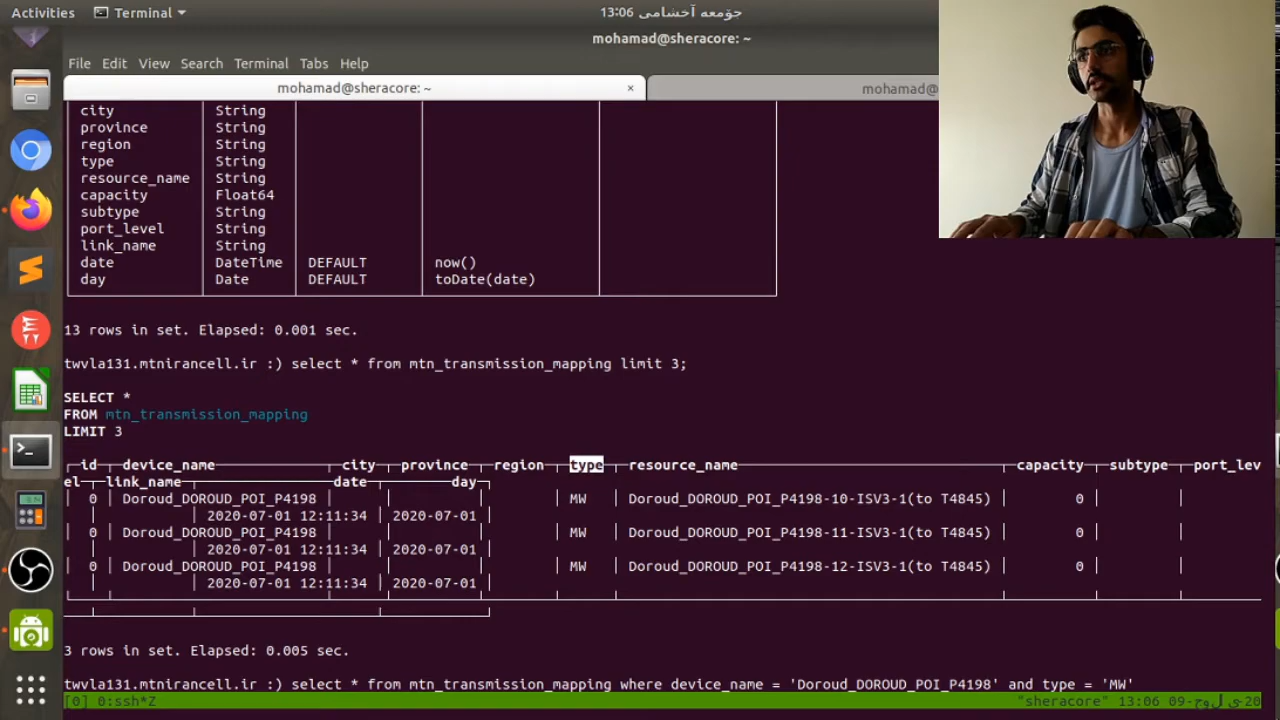 Activities Terminal جؤمعه آخشامی 13:06
mohamad@sheracore: ~
File Edit View Search Terminal Tabs Help
mohamad@sheracore: ~ × mohamad@
city String
province String
region String
type String
resource_name String
capacity Float64
subtype String
port_level String
link_name String
date DateTime DEFAULT now()
day Date DEFAULT toDate(date)
13 rows in set. Elapsed: 0.001 sec.
twvla131.mtnirancell.ir :) select * from mtn_transmission_mapping limit 3;
SELECT *
FROM mtn_transmission_mapping
LIMIT 3
id device_name city province region type resource_name capacity subtype port_lev
el link_name date day
0 Doroud_DOROUD_POI_P4198 MW Doroud_DOROUD_POI_P4198-10-ISV3-1(to T4845) 0
2020-07-01 12:11:34 2020-07-01
0 Doroud_DOROUD_POI_P4198 MW Doroud_DOROUD_POI_P4198-11-ISV3-1(to T4845) 0
2020-07-01 12:11:34 2020-07-01
0 Doroud_DOROUD_POI_P4198 MW Doroud_DOROUD_POI_P4198-12-ISV3-1(to T4845) 0
2020-07-01 12:11:34 2020-07-01
3 rows in set. Elapsed: 0.005 sec.
twvla131.mtnirancell.ir :) select * from mtn_transmission_mapping where device_name = 'Doroud_DOROUD_POI_P4198' and type = 'MW'
[0] 0:ssh*Z "sheracore" 13:06 09-